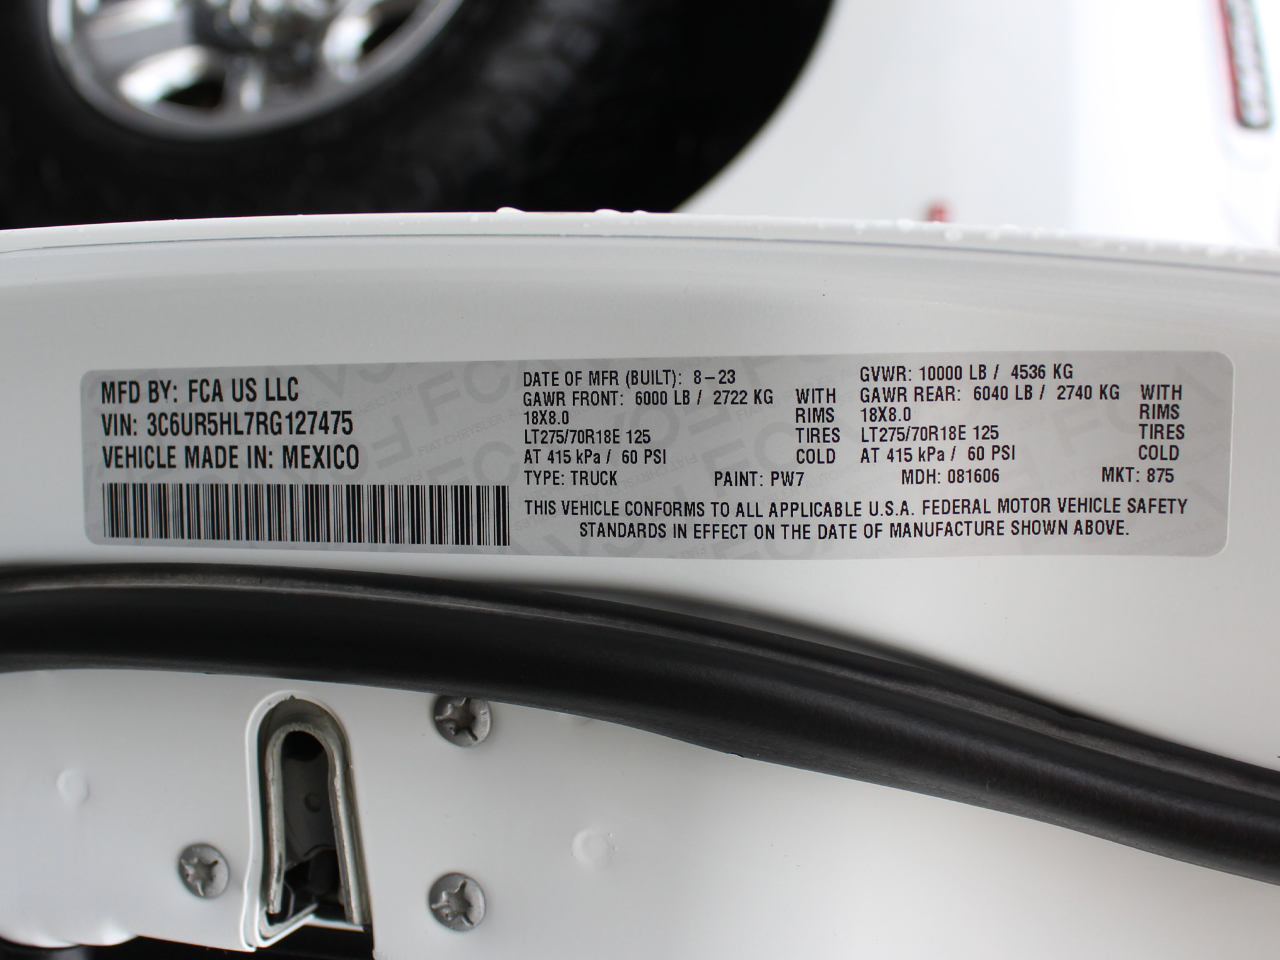 MFD BY: FCA US LLC
VIN: 3C6UR5HL7RG127475
VEHICLE MADE IN: MEXICO
DATE OF MFR (BUILT): 8-23
GAWR FRONT: 6000 LB / 2722 KG WITH
18X8.0 RIMS
LT275/70R18E 125 TIRES
AT 415 kPa / 60 PSI COLD
GVWR: 10000 LB / 4536 KG
GAWR REAR: 6040 LB / 2740 KG WITH
18X8.0 RIMS
LT275/70R18E 125 TIRES
AT 415 kPa / 60 PSI COLD
TYPE: TRUCK PAINT: PW7 MDH: 081606 MKT: 875
THIS VEHICLE CONFORMS TO ALL APPLICABLE U.S.A. FEDERAL MOTOR VEHICLE SAFETY
STANDARDS IN EFFECT ON THE DATE OF MANUFACTURE SHOWN ABOVE.